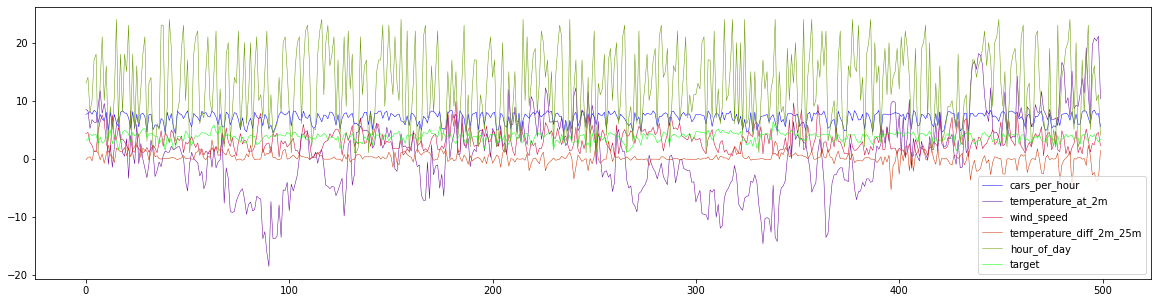 20
10
0
−10
−20
0
100
200
300
400
500
cars_per_hour
temperature_at_2m
wind_speed
temperature_diff_2m_25m
hour_of_day
target